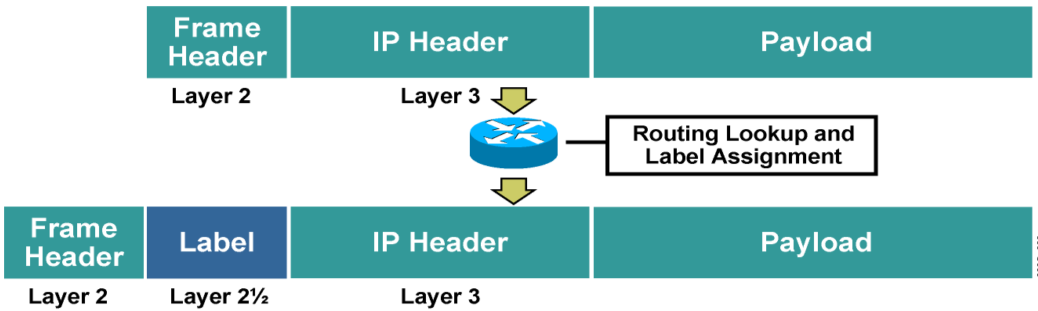 Frame
Header
IP Header
Payload
Layer 2
Layer 3
Routing Lookup and
Label Assignment
Frame
Header
Label
IP Header
Payload
Layer 2
Layer 2½
Layer 3